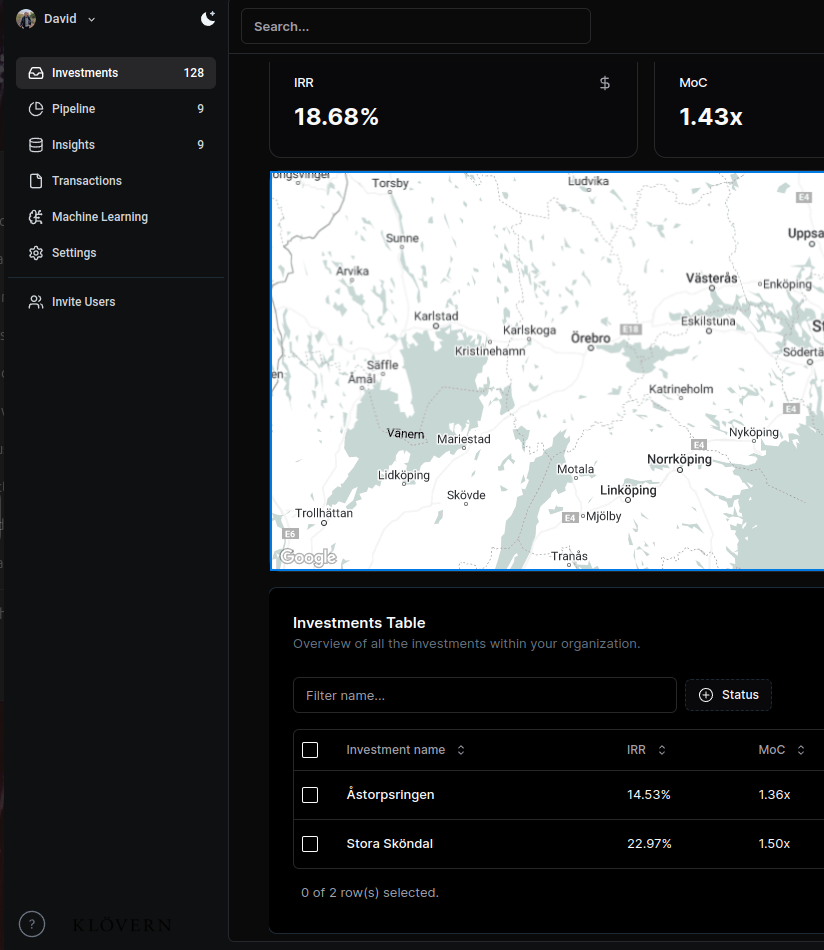 David
Search...
Investments 128
Pipeline 9
Insights 9
Transactions
Machine Learning
Settings
Invite Users
IRR
18.68%
MoC
1.43x
Torsby
Ludvika
E4
Sunne
Arvika
Västerås
Enköping
Karlstad
Karlskoga
Örebro
E18
Eskilstuna
Kristinehamn
Säffle
Åmål
Katrineholm
E4
Vänern
Mariestad
Nyköping
E4
Norrköping
Lidköping
Motala
Skövde
Linköping
Trollhättan
E4
Mjölby
E6
Google
Tranås
Investments Table
Overview of all the investments within your organization.
Filter name...
Status
Investment name IRR MoC
Åstorpsringen 14.53% 1.36x
Stora Sköndal 22.97% 1.50x
0 of 2 row(s) selected.
?
KLÖVERN